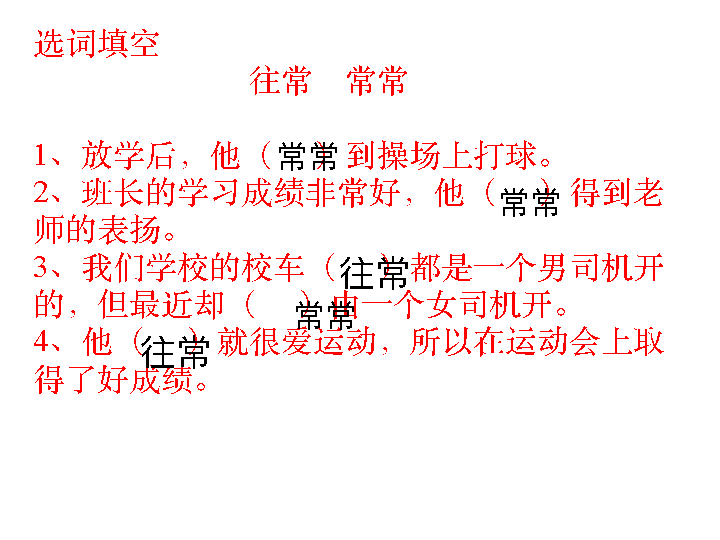 选词填空
往常 常常
1、放学后，他（常常）到操场上打球。
2、班长的学习成绩非常好，他（常常）得到老
师的表扬。
3、我们学校的校车（往常）都是一个男司机开
的，但最近却（常常）由一个女司机开。
4、他（往常）就很爱运动，所以在运动会上取
得了好成绩。